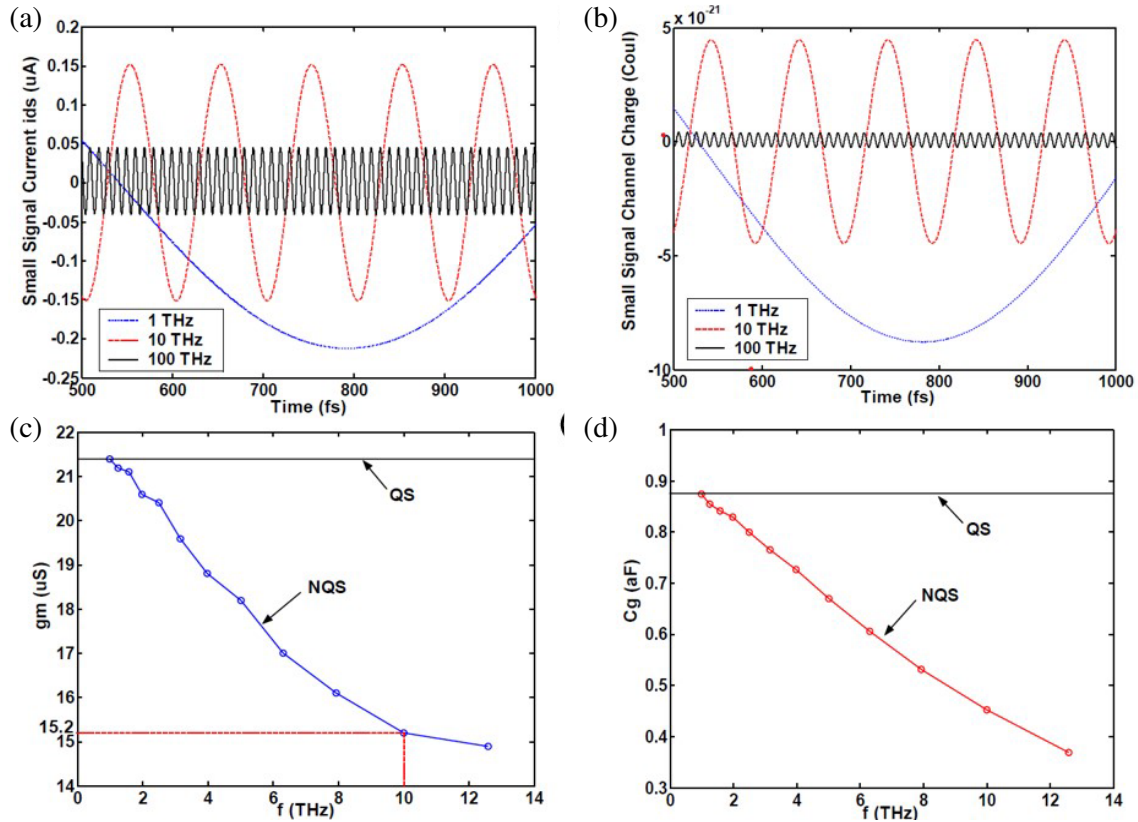 (a)
0.2
0.15
0.1
0.05
0
-0.05
-0.1
-0.15
-0.2
-0.25
Small Signal Current ids (uA)
1 THz
10 THz
100 THz
500 600 700 800 900 1000
Time (fs)
(b)
x 10-21
5
0
-5
-10
Small Signal Channel Charge (Coul)
1 THz
10 THz
100 THz
500 600 700 800 900 1000
Time (fs)
(c)
22
21
20
19
18
17
16
15.2
15
14
gm (uS)
QS
NQS
0 2 4 6 8 10 12 14
f (THz)
(d)
1
0.9
0.8
0.7
0.6
0.5
0.4
0.3
Cg (aF)
QS
NQS
0 2 4 6 8 10 12 14
f (THz)